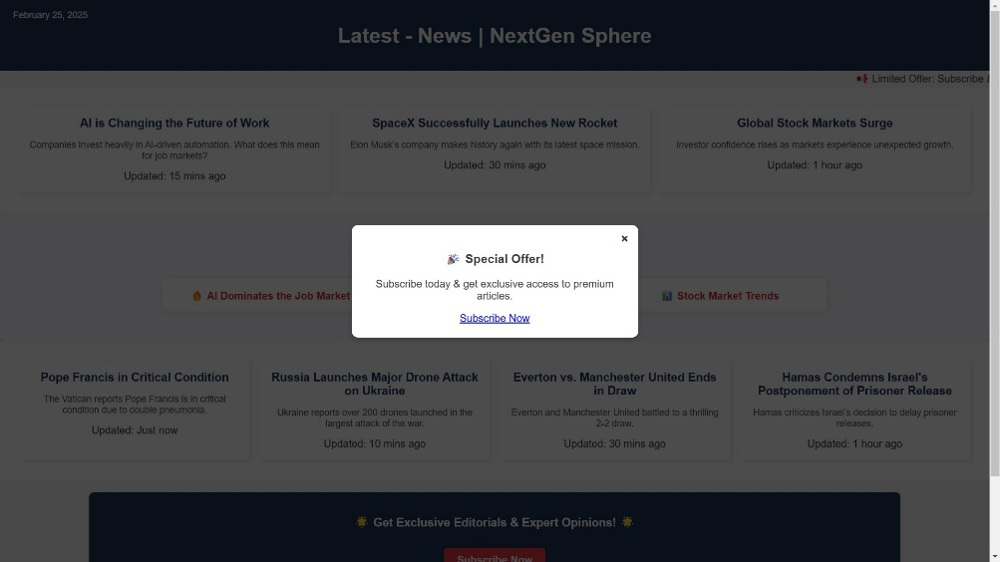 February 25, 2025
Latest - News | NextGen Sphere
Limited Offer: Subscribe &
AI is Changing the Future of Work
Companies invest heavily in AI-driven automation. What does this mean
for job markets?
Updated: 15 mins ago
SpaceX Successfully Launches New Rocket
Elon Musk's company makes history again with its latest space mission.
Updated: 30 mins ago
Global Stock Markets Surge
Investor confidence rises as markets experience unexpected growth.
Updated: 1 hour ago
×
🎉 Special Offer!
Subscribe today & get exclusive access to premium
articles.
Subscribe Now
🔥 AI Dominates the Job Market
📊 Stock Market Trends
Pope Francis in Critical Condition
The Vatican reports Pope Francis is in critical
condition due to double pneumonia.
Updated: Just now
Russia Launches Major Drone Attack
on Ukraine
Ukraine reports over 200 drones launched in the
largest attack of the war.
Updated: 10 mins ago
Everton vs. Manchester United Ends
in Draw
Everton and Manchester United battled to a thrilling
2-2 draw.
Updated: 30 mins ago
Hamas Condemns Israel's
Postponement of Prisoner Release
Hamas criticizes Israel's decision to delay prisoner
releases.
Updated: 1 hour ago
🌟 Get Exclusive Editorials & Expert Opinions! 🌟
Subscribe Now